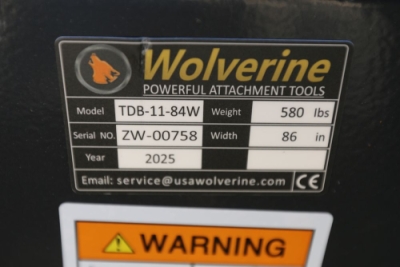 Wolverine
POWERFUL ATTACHMENT TOOLS
Model TDB-11-84W Weight 580 lbs
Serial NO. ZW-00758 Width 86 in
Year 2025
Email: service@usawolverine.com CE
WARNING